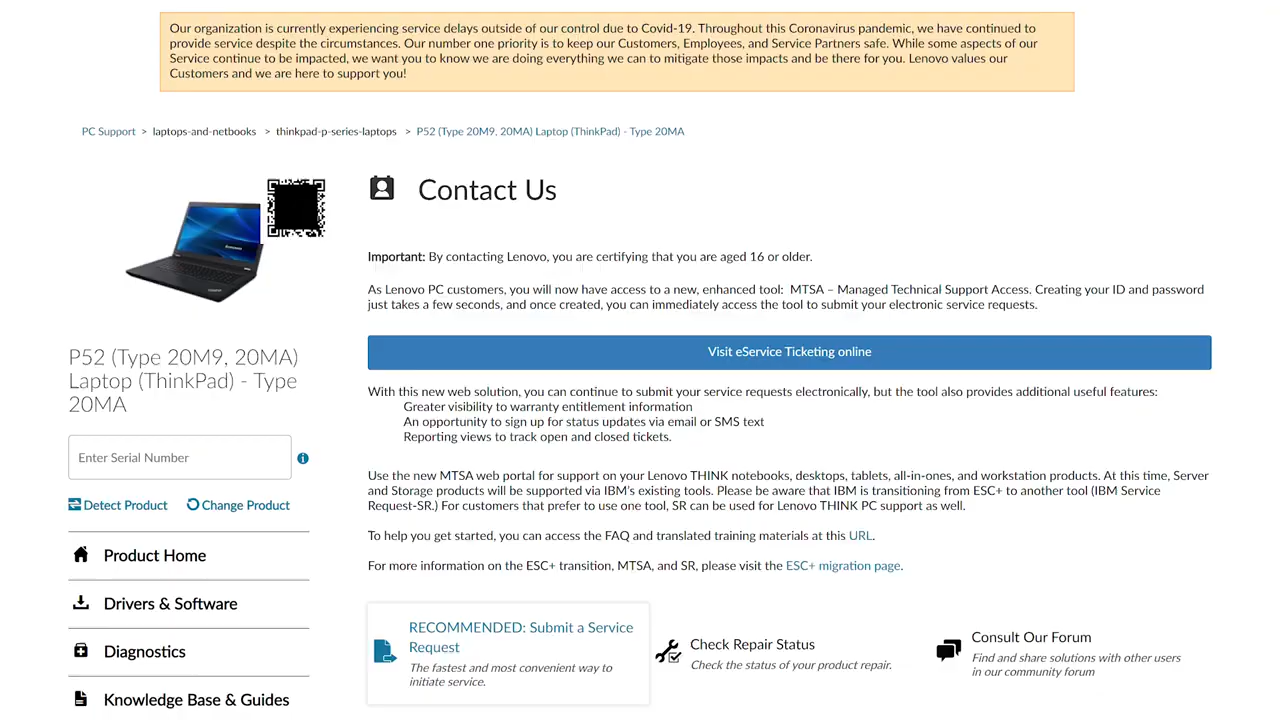 Our organization is currently experiencing service delays outside of our control due to Covid-19. Throughout this Coronavirus pandemic, we have continued to
provide service despite the circumstances. Our number one priority is to keep our Customers, Employees, and Service Partners safe. While some aspects of our
Service continue to be impacted, we want you to know we are doing everything we can to mitigate those impacts and be there for you. Lenovo values our
Customers and we are here to support you!
PC Support > laptops-and-netbooks > thinkpad-p-series-laptops > P52 (Type 20M9, 20MA) Laptop (ThinkPad) - Type 20MA
Contact Us
Important: By contacting Lenovo, you are certifying that you are aged 16 or older.
As Lenovo PC customers, you will now have access to a new, enhanced tool: MTSA – Managed Technical Support Access. Creating your ID and password
just takes a few seconds, and once created, you can immediately access the tool to submit your electronic service requests.
Visit eService Ticketing online
With this new web solution, you can continue to submit your service requests electronically, but the tool also provides additional useful features:
Greater visibility to warranty entitlement information
An opportunity to sign up for status updates via email or SMS text
Reporting views to track open and closed tickets.
Use the new MTSA web portal for support on your Lenovo THINK notebooks, desktops, tablets, all-in-ones, and workstation products. At this time, Server
and Storage products will be supported via IBM's existing tools. Please be aware that IBM is transitioning from ESC+ to another tool (IBM Service
Request-SR.) For customers that prefer to use one tool, SR can be used for Lenovo THINK PC support as well.
To help you get started, you can access the FAQ and translated training materials at this URL.
For more information on the ESC+ transition, MTSA, and SR, please visit the ESC+ migration page.
RECOMMENDED: Submit a Service
Request
The fastest and most convenient way to
initiate service.
Check Repair Status
Check the status of your product repair.
Consult Our Forum
Find and share solutions with other users
in our community forum
P52 (Type 20M9, 20MA)
Laptop (ThinkPad) - Type
20MA
Enter Serial Number
Detect Product
Change Product
Product Home
Drivers & Software
Diagnostics
Knowledge Base & Guides